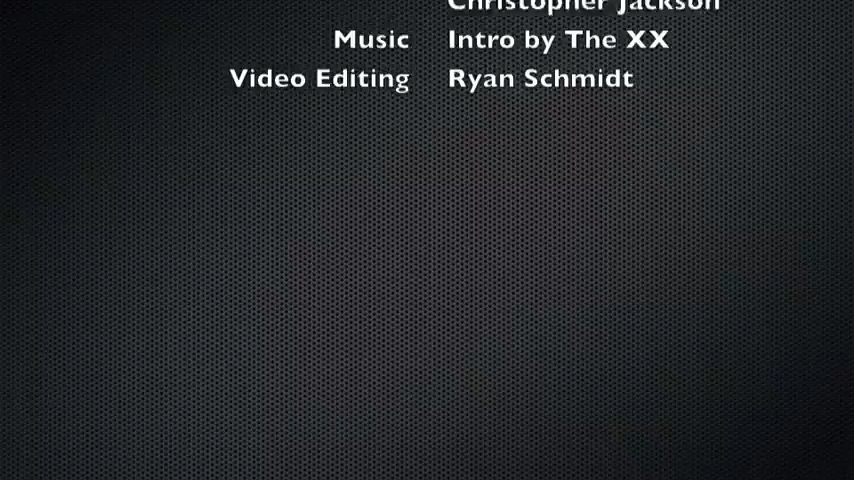 Christopher Jackson
Music Intro by The XX
Video Editing Ryan Schmidt